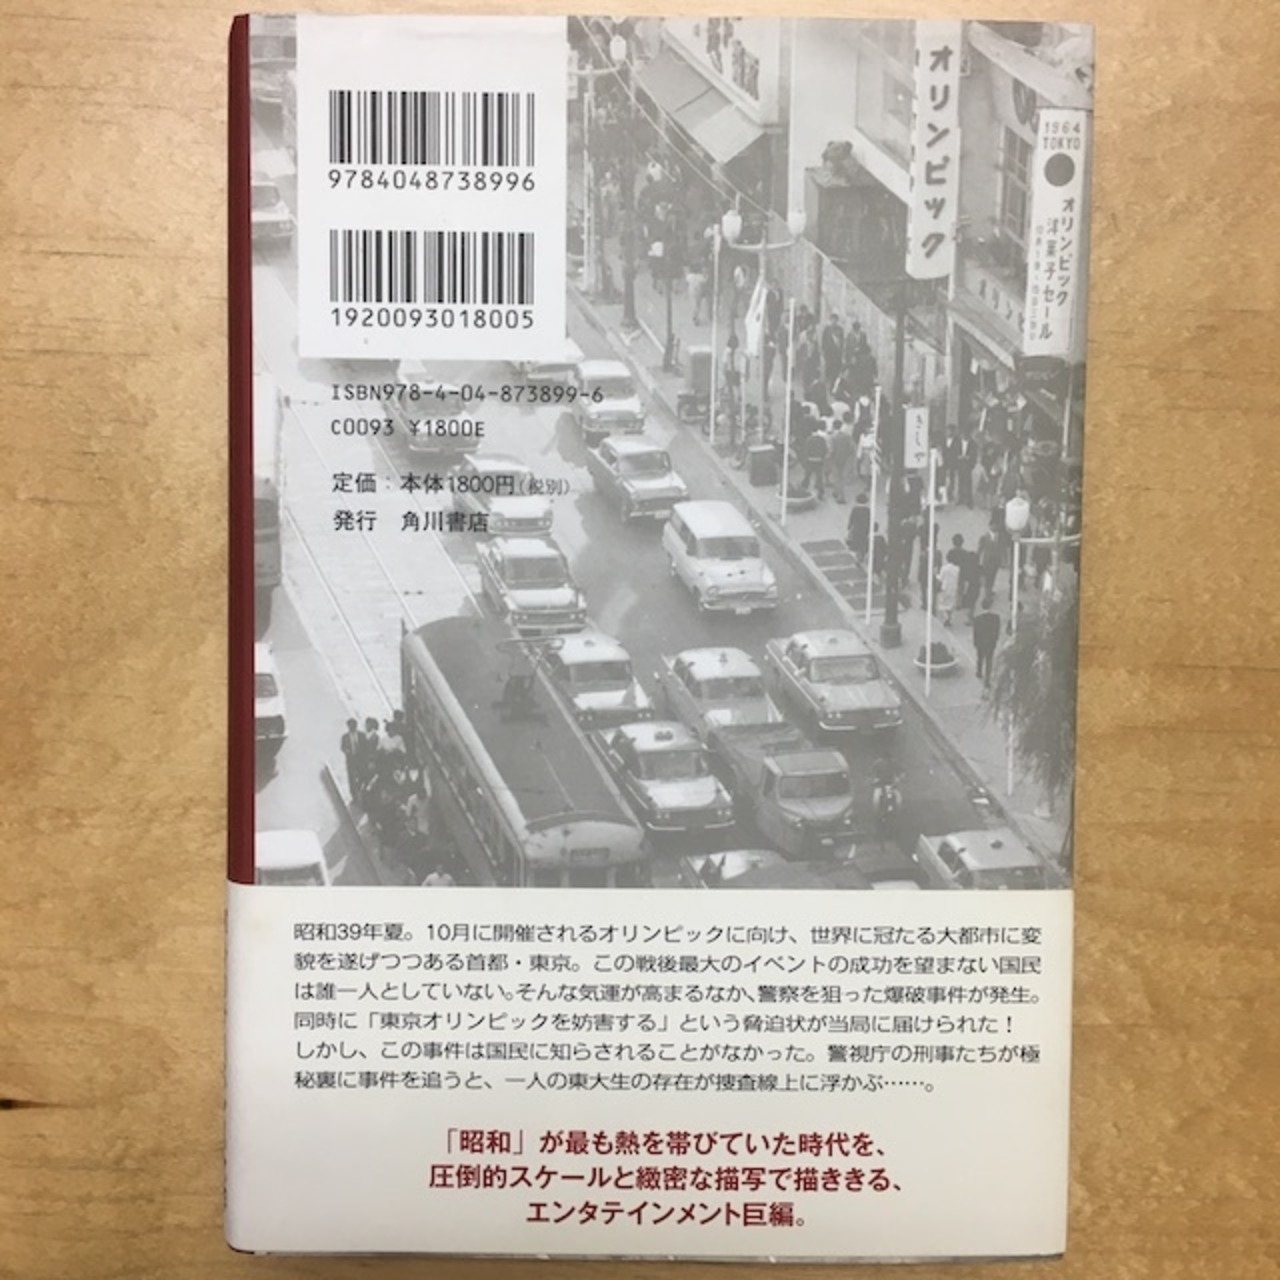 9784048738996
1920093018005
ISBN978-4-04-873899-6
C0093 ¥1800E
定価：本体1800円（税別）
発行　角川書店
オリンピック
1964
TOKYO
オリンピック
洋菓子セール
昭和39年夏。10月に開催されるオリンピックに向け、世界に冠たる大都市に変
貌を遂げつつある首都・東京。この戦後最大のイベントの成功を望まない国民
は誰一人としていない。そんな気運が高まるなか、警察を狙った爆破事件が発生。
同時に「東京オリンピックを妨害する」という脅迫状が当局に届けられた！
しかし、この事件は国民に知らされることがなかった。警視庁の刑事たちが極
秘裏に事件を追うと、一人の東大生の存在が捜査線上に浮かぶ……。
「昭和」が最も熱を帯びていた時代を、
圧倒的スケールと緻密な描写で描ききる、
エンタテインメント巨編。